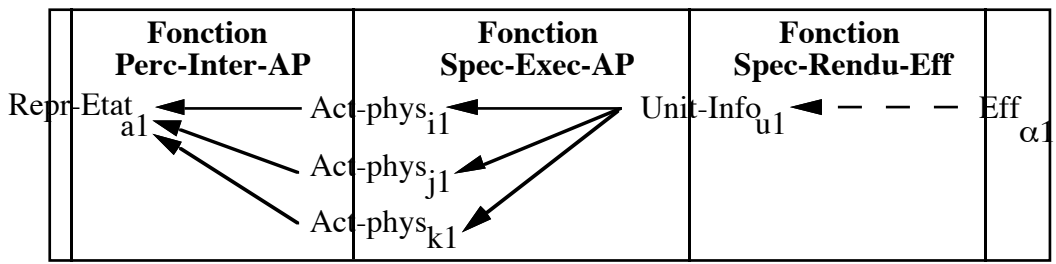 Fonction Fonction Fonction
Perc-Inter-AP Spec-Exec-AP Spec-Rendu-Eff
Repr-Etat a1 Act-phys i1 Unit-Info u1 Eff α1
Act-phys j1
Act-phys k1